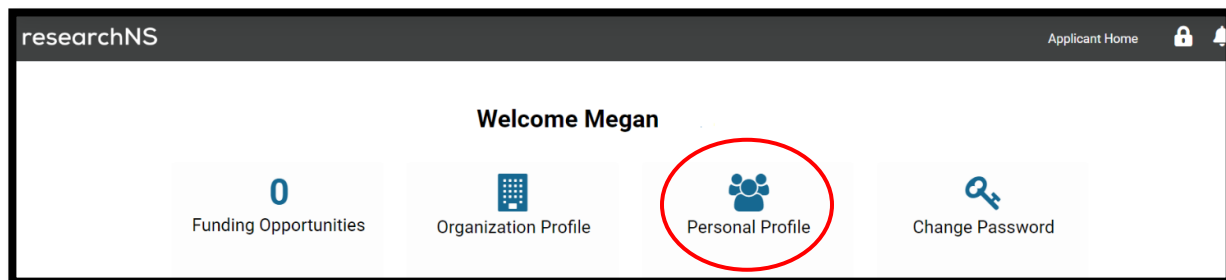 researchNS
Applicant Home
Welcome Megan
0
Funding Opportunities
Organization Profile
Personal Profile
Change Password